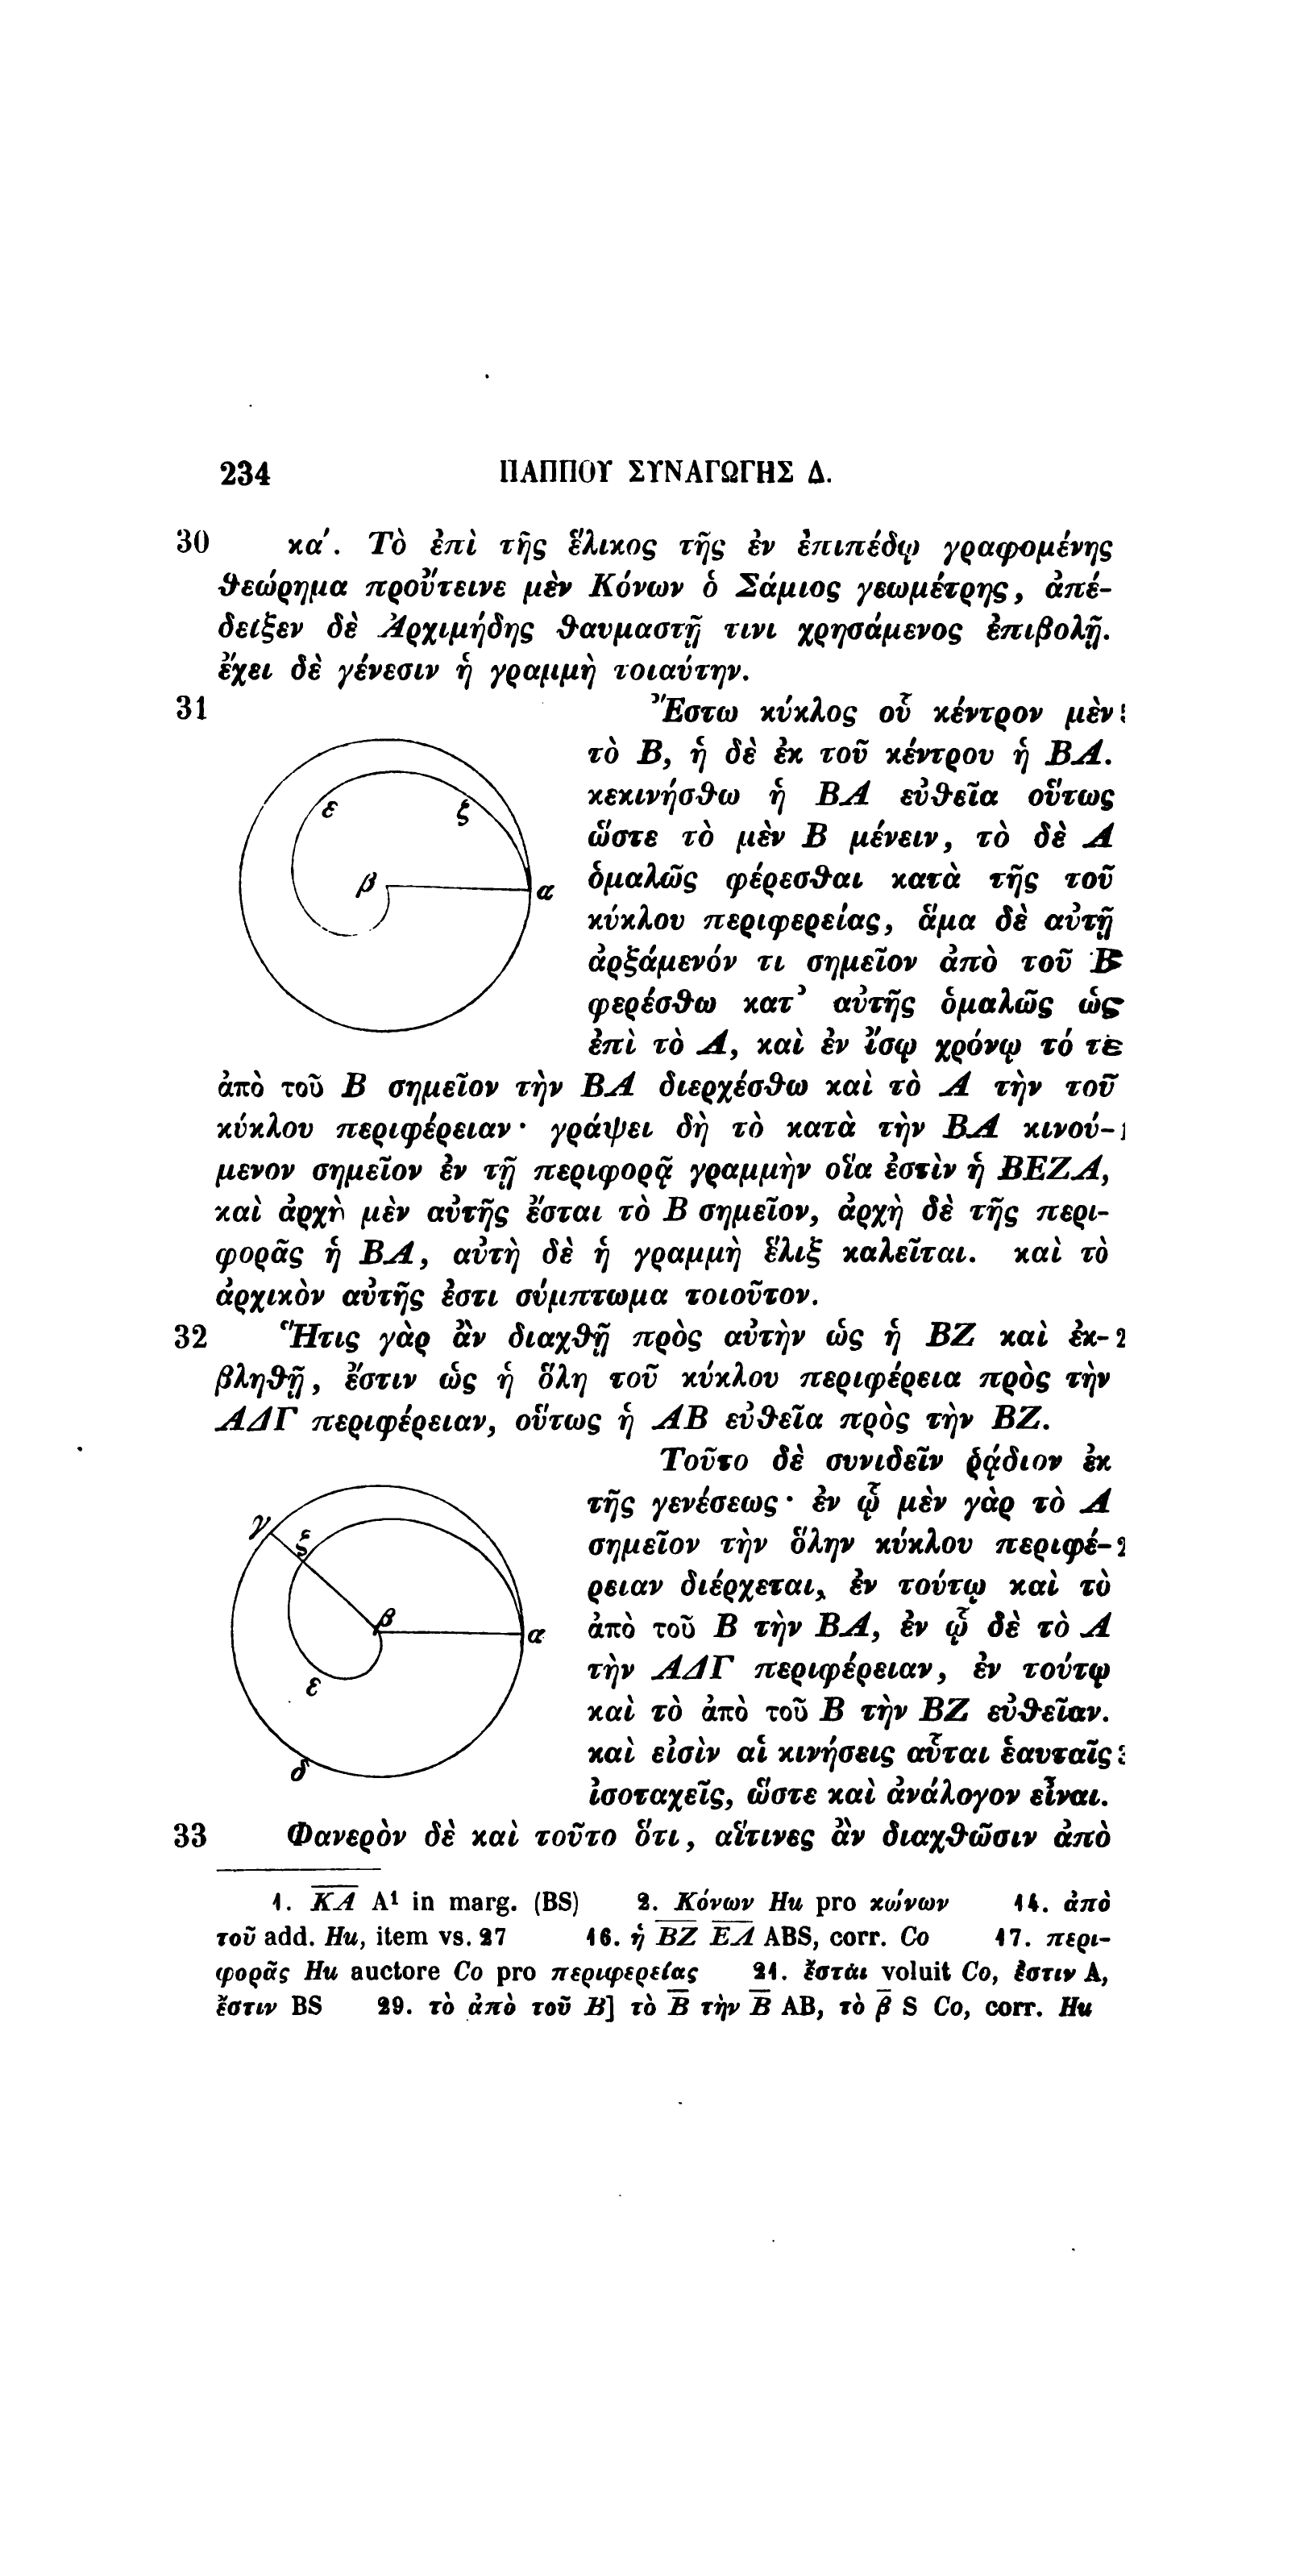 234 ΠΑΠΠΟΥ ΣΥΝΑΓΩΓΗΣ Δ.
30 κα΄. Τὸ ἐπὶ τῆς ἕλικος τῆς ἐν ἐπιπέδῳ γραφομένης
θεώρημα προὔτεινε μὲν Κόνων ὁ Σάμιος γεωμέτρης, ἀπέ-
δειξεν δὲ Ἀρχιμήδης θαυμαστῇ τινι χρησάμενος ἐπιβολῇ.
ἔχει δὲ γένεσιν ἡ γραμμὴ τοιαύτην.
31 Ἔστω κύκλος οὗ κέντρον μὲν
τὸ Β, ἡ δὲ ἐκ τοῦ κέντρου ἡ ΒΑ.
κεκινήσθω ἡ ΒΑ εὐθεῖα οὕτως
ὥστε τὸ μὲν Β μένειν, τὸ δὲ Α
ὁμαλῶς φέρεσθαι κατὰ τῆς τοῦ
κύκλου περιφερείας, ἅμα δὲ αὐτῇ
ἀρξάμενόν τι σημεῖον ἀπὸ τοῦ Β
φερέσθω κατ᾽ αὐτῆς ὁμαλῶς ὡς
ἐπὶ τὸ Α, καὶ ἐν ἴσῳ χρόνῳ τό τε
ε ζ
β α
ἀπὸ τοῦ Β σημεῖον τὴν ΒΑ διερχέσθω καὶ τὸ Α τὴν τοῦ
κύκλου περιφέρειαν· γράψει δὴ τὸ κατὰ τὴν ΒΑ κινού-
μενον σημεῖον ἐν τῇ περιφορᾷ γραμμὴν οἵα ἐστὶν ἡ ΒΕΖΑ,
καὶ ἀρχὴ μὲν αὐτῆς ἔσται τὸ Β σημεῖον, ἀρχὴ δὲ τῆς περι-
φορᾶς ἡ ΒΑ, αὐτὴ δὲ ἡ γραμμὴ ἕλιξ καλεῖται. καὶ τὸ
ἀρχικὸν αὐτῆς ἐστι σύμπτωμα τοιοῦτον.
32 Ἥτις γὰρ ἂν διαχθῇ πρὸς αὐτὴν ὡς ἡ ΒΖ καὶ ἐκ-
βληθῇ, ἔστιν ὡς ἡ ὅλη τοῦ κύκλου περιφέρεια πρὸς τὴν
ΑΔΓ περιφέρειαν, οὕτως ἡ ΑΒ εὐθεῖα πρὸς τὴν ΒΖ.
Τοῦτο δὲ συνιδεῖν ῥᾴδιον ἐκ
τῆς γενέσεως· ἐν ᾧ μὲν γὰρ τὸ Α
σημεῖον τὴν ὅλην κύκλου περιφέ-
ρειαν διέρχεται, ἐν τούτῳ καὶ τὸ
ἀπὸ τοῦ Β τὴν ΒΑ, ἐν ᾧ δὲ τὸ Α
τὴν ΑΔΓ περιφέρειαν, ἐν τούτῳ
καὶ τὸ ἀπὸ τοῦ Β τὴν ΒΖ εὐθεῖαν.
καὶ εἰσὶν αἱ κινήσεις αὗται ἑαυταῖς
ἰσοταχεῖς, ὥστε καὶ ἀνάλογον εἶναι.
γ ζ
β α
ε
δ
33 Φανερὸν δὲ καὶ τοῦτο ὅτι, αἵτινες ἂν διαχθῶσιν ἀπὸ
1. ΚΑ A¹ in marg. (BS) 2. Κόνων Hu pro κώνων 14. ἀπὸ
τοῦ add. Hu, item vs. 27 16. ἡ ΒΖ ΕΑ ABS, corr. Co 17. περι-
φορᾶς Hu auctore Co pro περιφερείας 21. ἔσται voluit Co, ἐστιν A,
ἔστιν BS 29. τὸ ἀπὸ τοῦ Β] τὸ Β τὴν Β AB, τὸ β S Co, corr. Hu